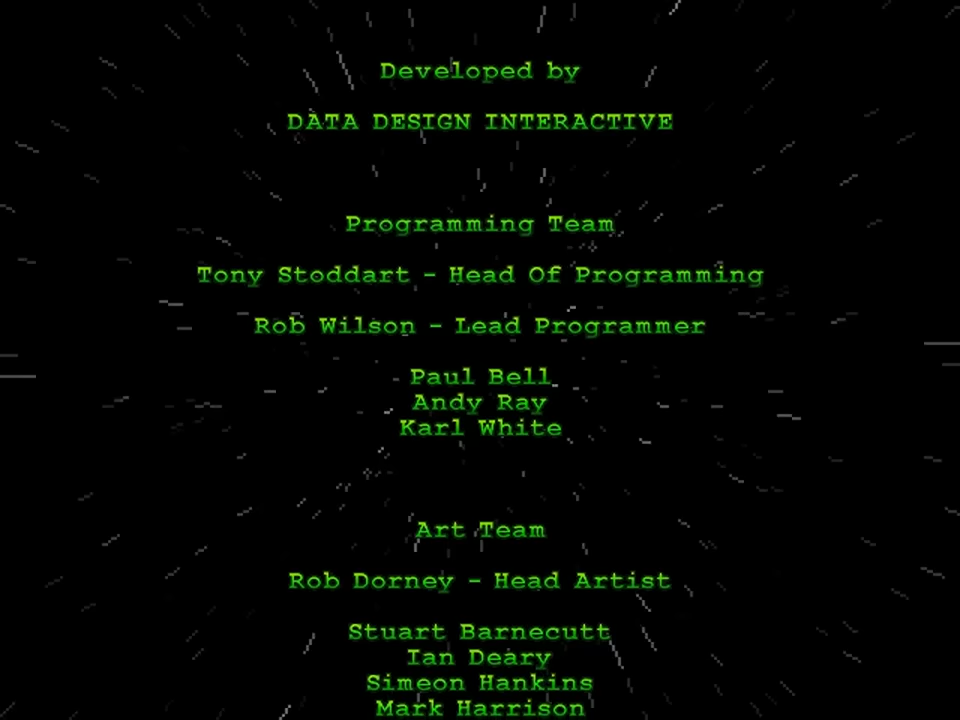 Developed by
DATA DESIGN INTERACTIVE
Programming Team
Tony Stoddart - Head Of Programming
Rob Wilson - Lead Programmer
Paul Bell
Andy Ray
Karl White
Art Team
Rob Dorney - Head Artist
Stuart Barnecutt
Ian Deary
Simeon Hankins
Mark Harrison